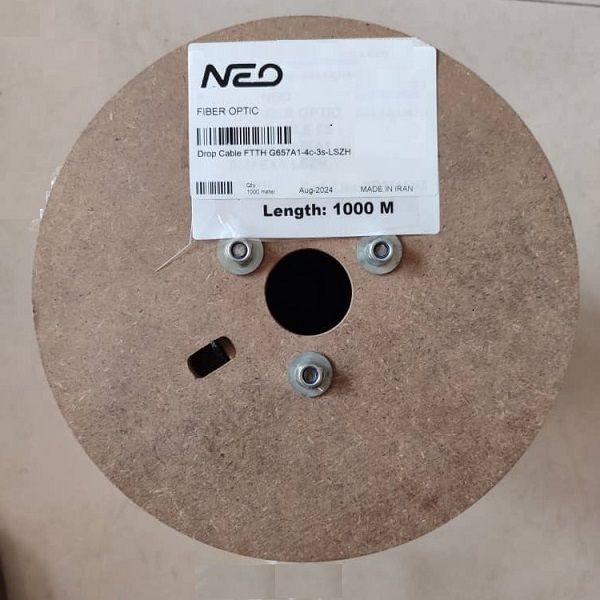 NEO
FIBER OPTIC
Drop Cable FTTH G657A1-4c-3s-LSZH
Qty.
1000 meter
Aug-2024
MADE IN IRAN
Length: 1000 M